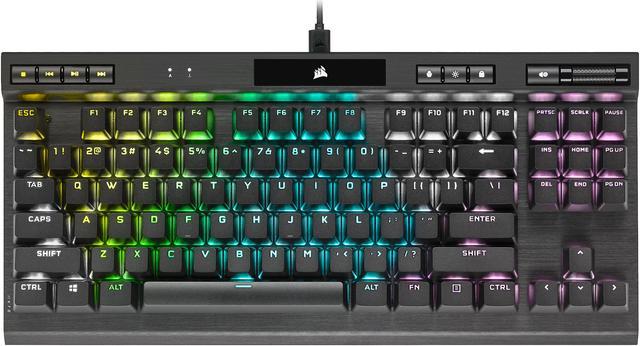 A
ESC F1 F2 F3 F4 F5 F6 F7 F8 F9 F10 F11 F12 PRTSC SCRLK PAUSE
~ 1! 2@ 3# 4$ 5% 6^ 7& 8* 9( 0) - _ = + INS HOME PG UP
TAB Q W E R T Y U I O P [{ ]} \| DEL END PG DN
CAPS A S D F G H J K L ;: '" ENTER
SHIFT Z X C V B N M ,< .> /? SHIFT
CTRL ALT ALT FN CTRL